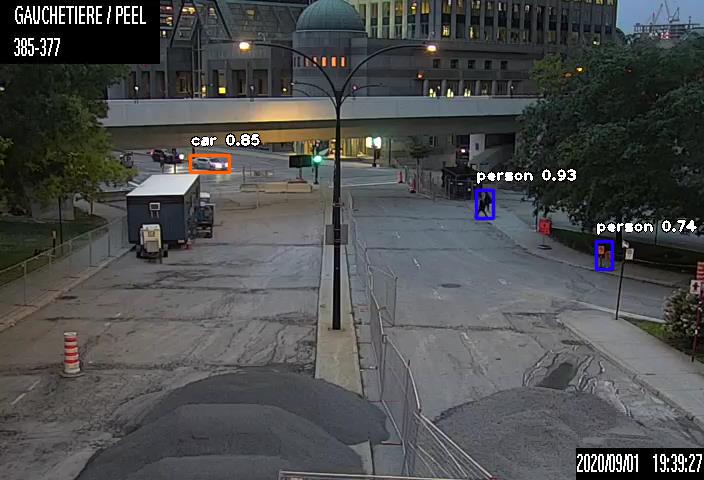 GAUCHETIERE / PEEL
385-377
car 0.85
person 0.93
person 0.74
2020/09/01 19:39:27